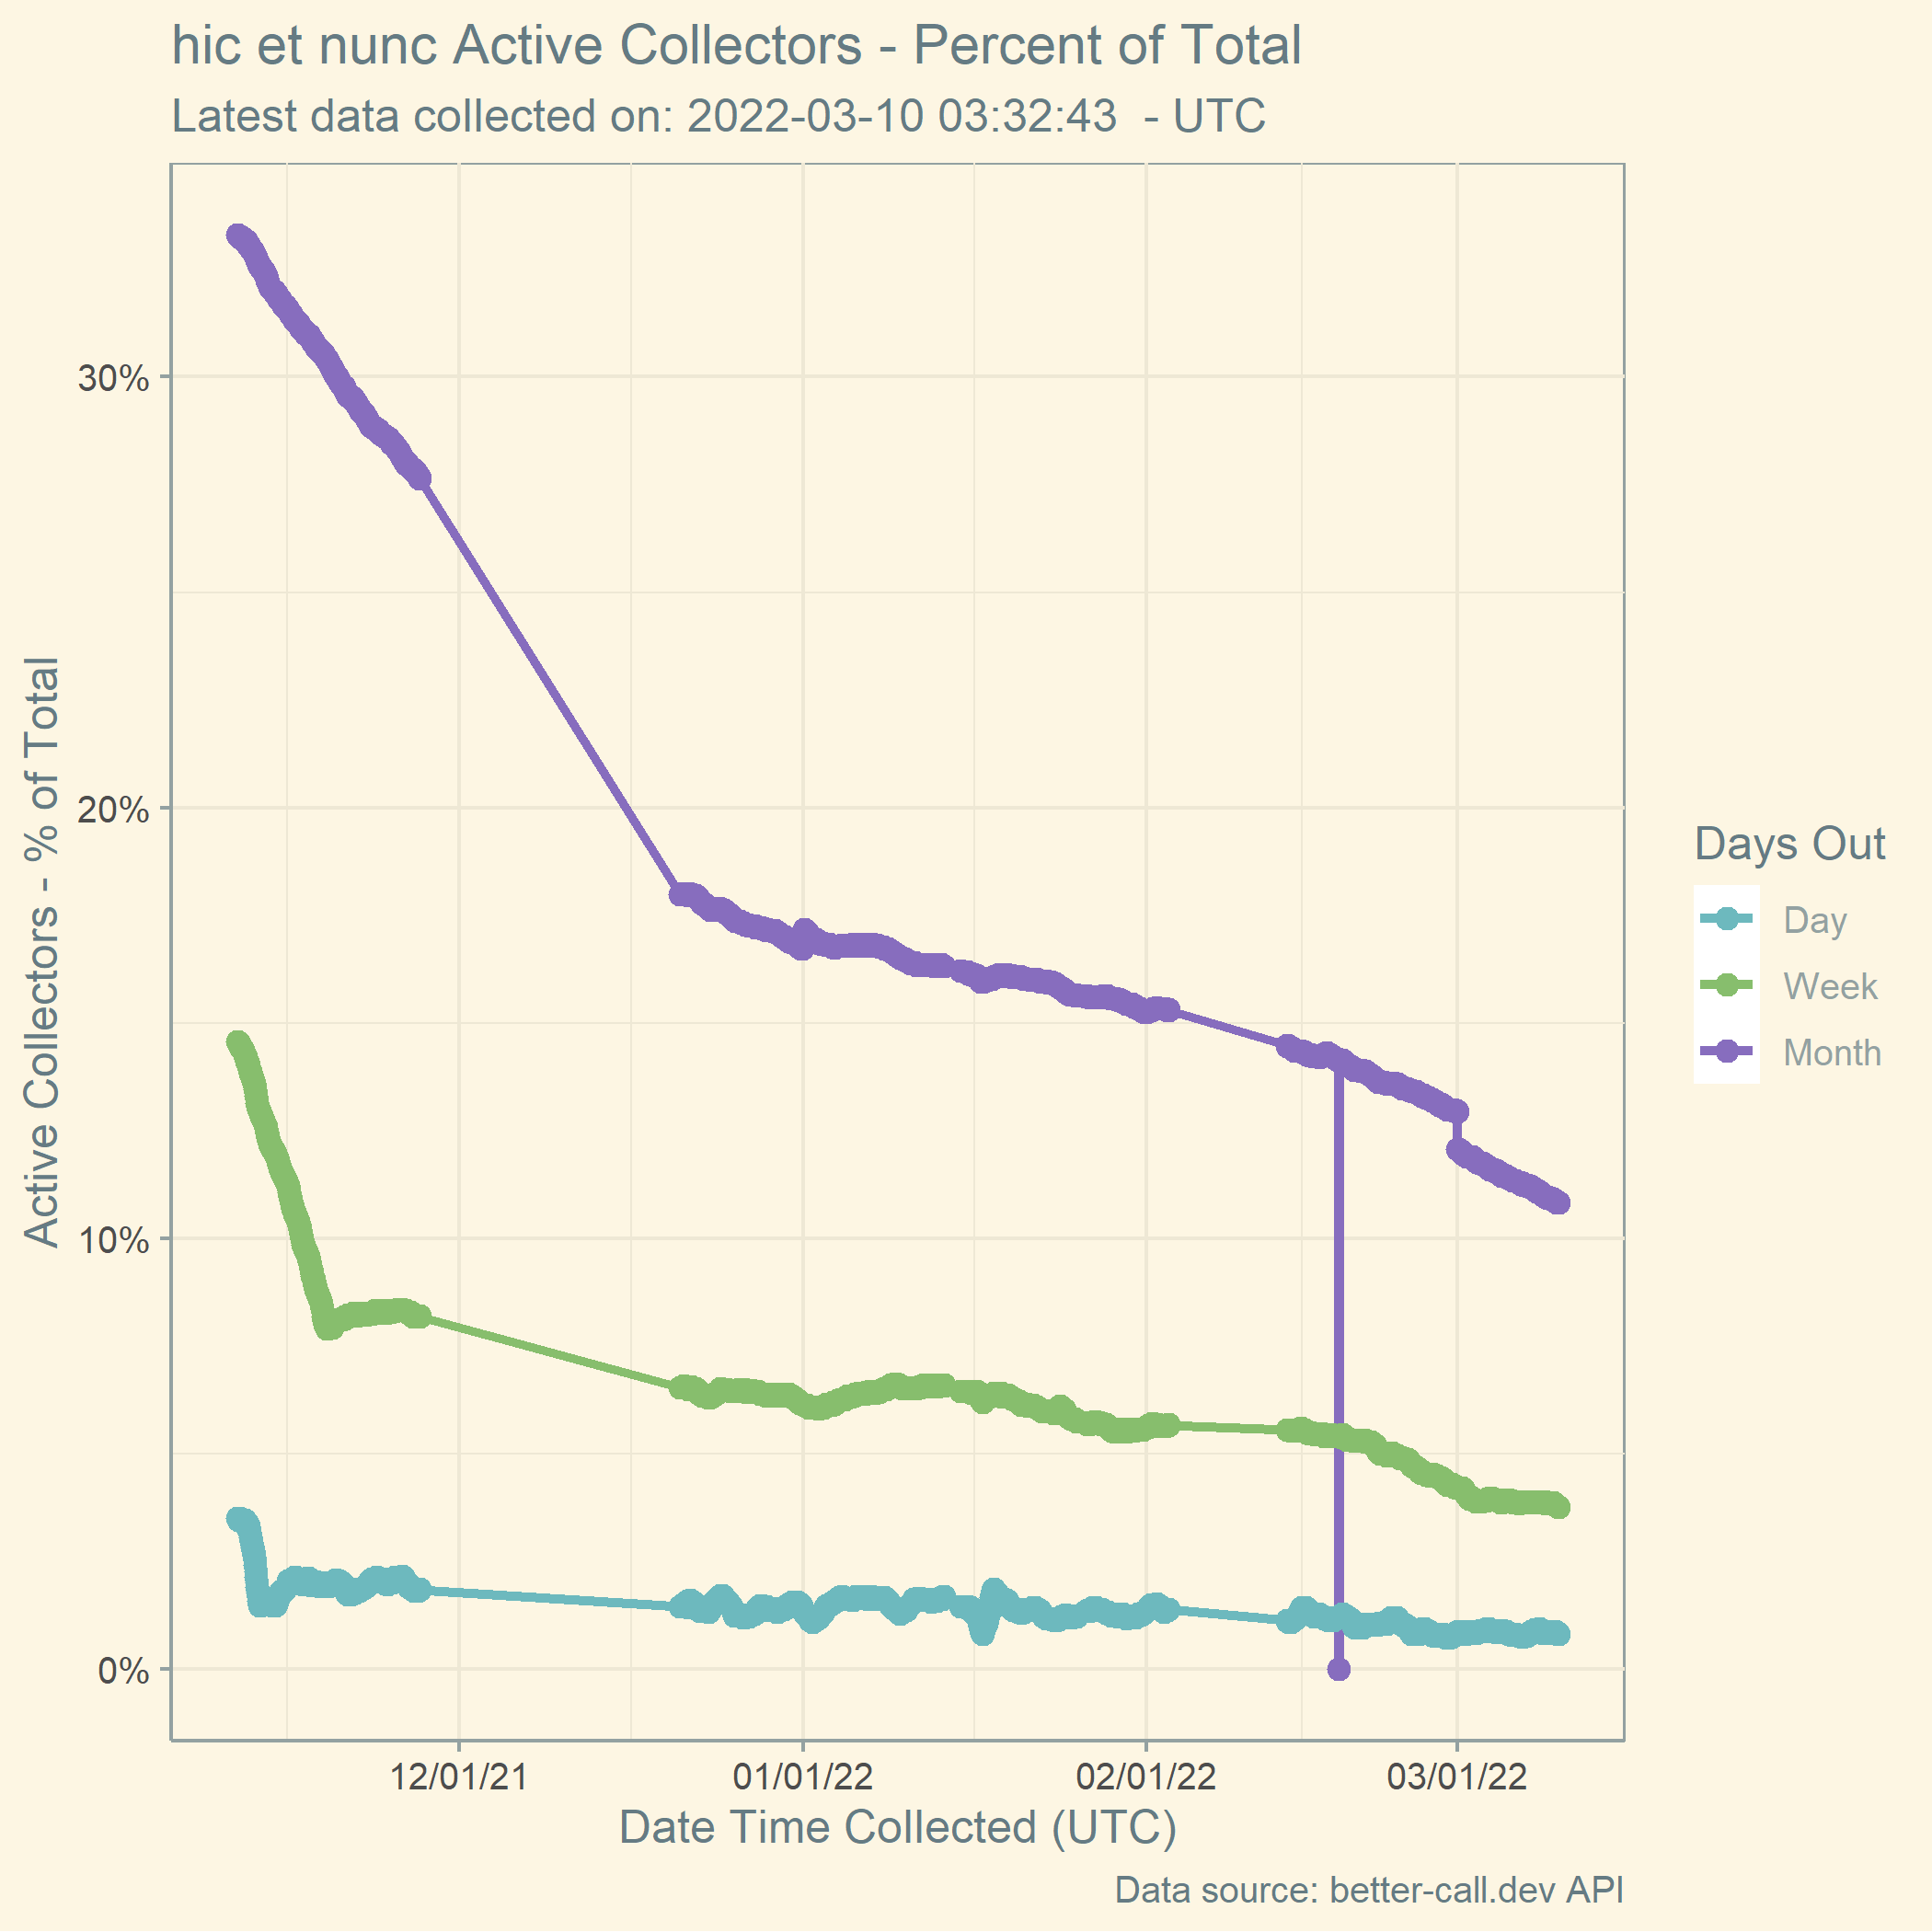 hic et nunc Active Collectors - Percent of Total
Latest data collected on: 2022-03-10 03:32:43  - UTC
Active Collectors - % of Total
30%
20%
10%
0%
12/01/21
01/01/22
02/01/22
03/01/22
Date Time Collected (UTC)
Days Out
Day
Week
Month
Data source: better-call.dev API